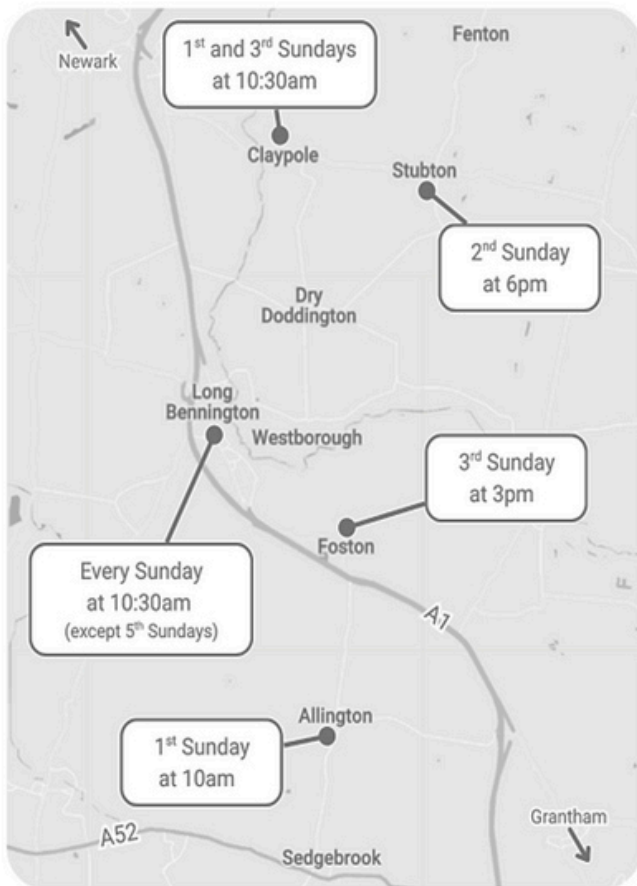 Newark
1st and 3rd Sundays
at 10:30am
Fenton
Claypole
Stubton
2nd Sunday
at 6pm
Dry
Doddington
Long
Bennington
Westborough
3rd Sunday
at 3pm
Foston
Every Sunday
at 10:30am
(except 5th Sundays)
A1
Allington
1st Sunday
at 10am
Grantham
A52
Sedgebrook